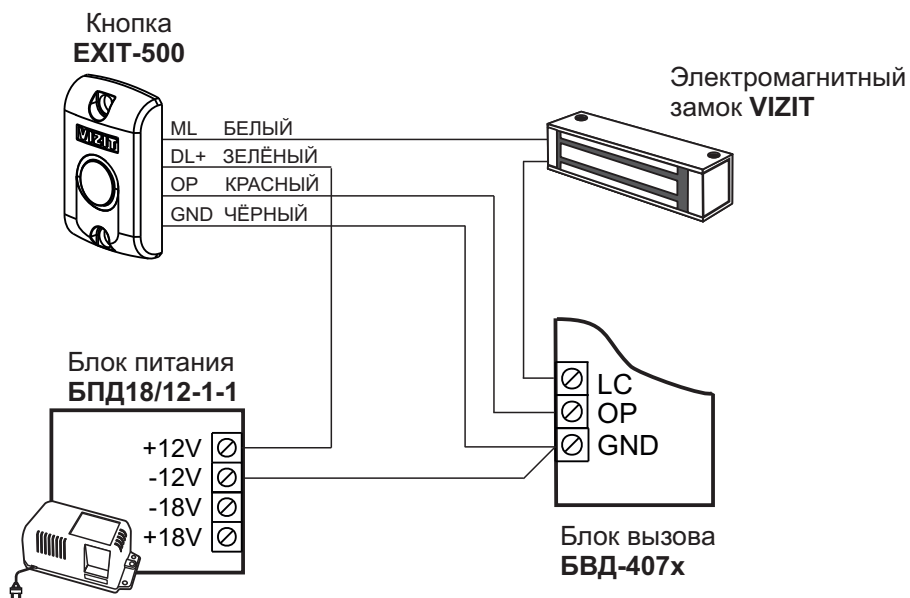 Кнопка
EXIT-500
Электромагнитный
замок VIZIT
VIZIT
ML БЕЛЫЙ
DL+ ЗЕЛЁНЫЙ
OP КРАСНЫЙ
GND ЧЁРНЫЙ
Блок питания
БПД18/12-1-1
+12V
-12V
-18V
+18V
LC
OP
GND
Блок вызова
БВД-407х